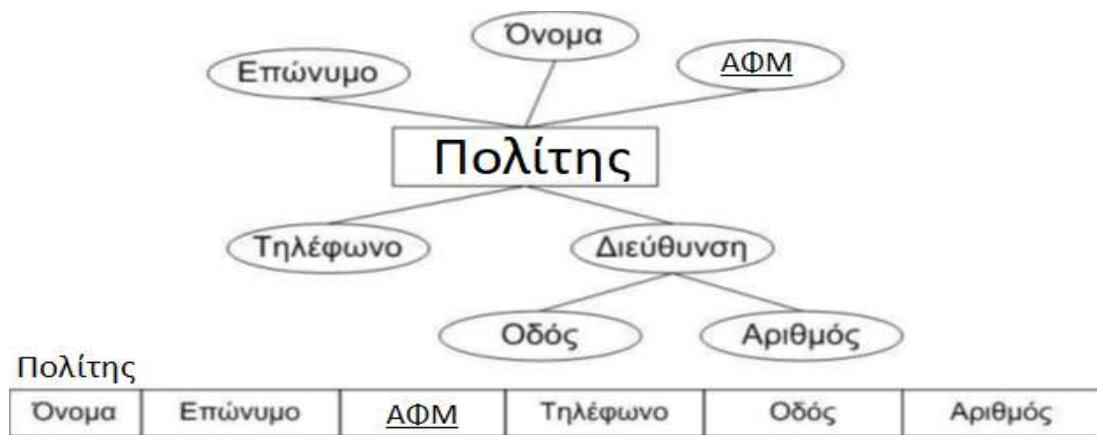 Όνομα
Επώνυμο
ΑΦΜ
Πολίτης
Τηλέφωνο
Διεύθυνση
Οδός
Αριθμός
Πολίτης
Όνομα Επώνυμο ΑΦΜ Τηλέφωνο Οδός Αριθμός